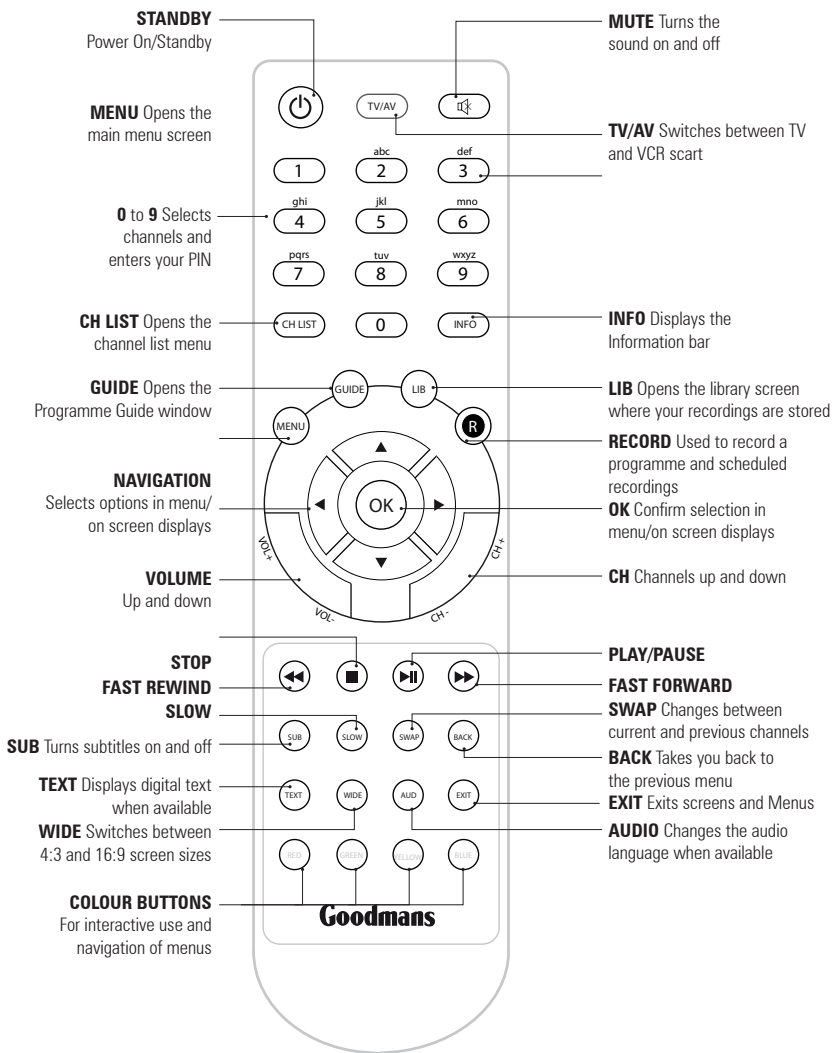 STANDBY
Power On/Standby
MENU Opens the
main menu screen
0 to 9 Selects
channels and
enters your PIN
CH LIST Opens the
channel list menu
GUIDE Opens the
Programme Guide window
NAVIGATION
Selects options in menu/
on screen displays
VOLUME
Up and down
STOP
FAST REWIND
SLOW
SUB Turns subtitles on and off
TEXT Displays digital text
when available
WIDE Switches between
4:3 and 16:9 screen sizes
COLOUR BUTTONS
For interactive use and
navigation of menus
TV/AV
abc def
1 2 3
ghi jkl mno
4 5 6
pqrs tuv wxyz
7 8 9
CH LIST 0 INFO
GUIDE LIB
MENU R
OK
VOL+ CH +
VOL- CH -
SUB SLOW SWAP BACK
TEXT WIDE AUD EXIT
RED GREEN YELLOW BLUE
Goodmans
MUTE Turns the
sound on and off
TV/AV Switches between TV
and VCR scart
INFO Displays the
Information bar
LIB Opens the library screen
where your recordings are stored
RECORD Used to record a
programme and scheduled
recordings
OK Confirm selection in
menu/on screen displays
CH Channels up and down
PLAY/PAUSE
FAST FORWARD
SWAP Changes between
current and previous channels
BACK Takes you back to
the previous menu
EXIT Exits screens and Menus
AUDIO Changes the audio
language when available